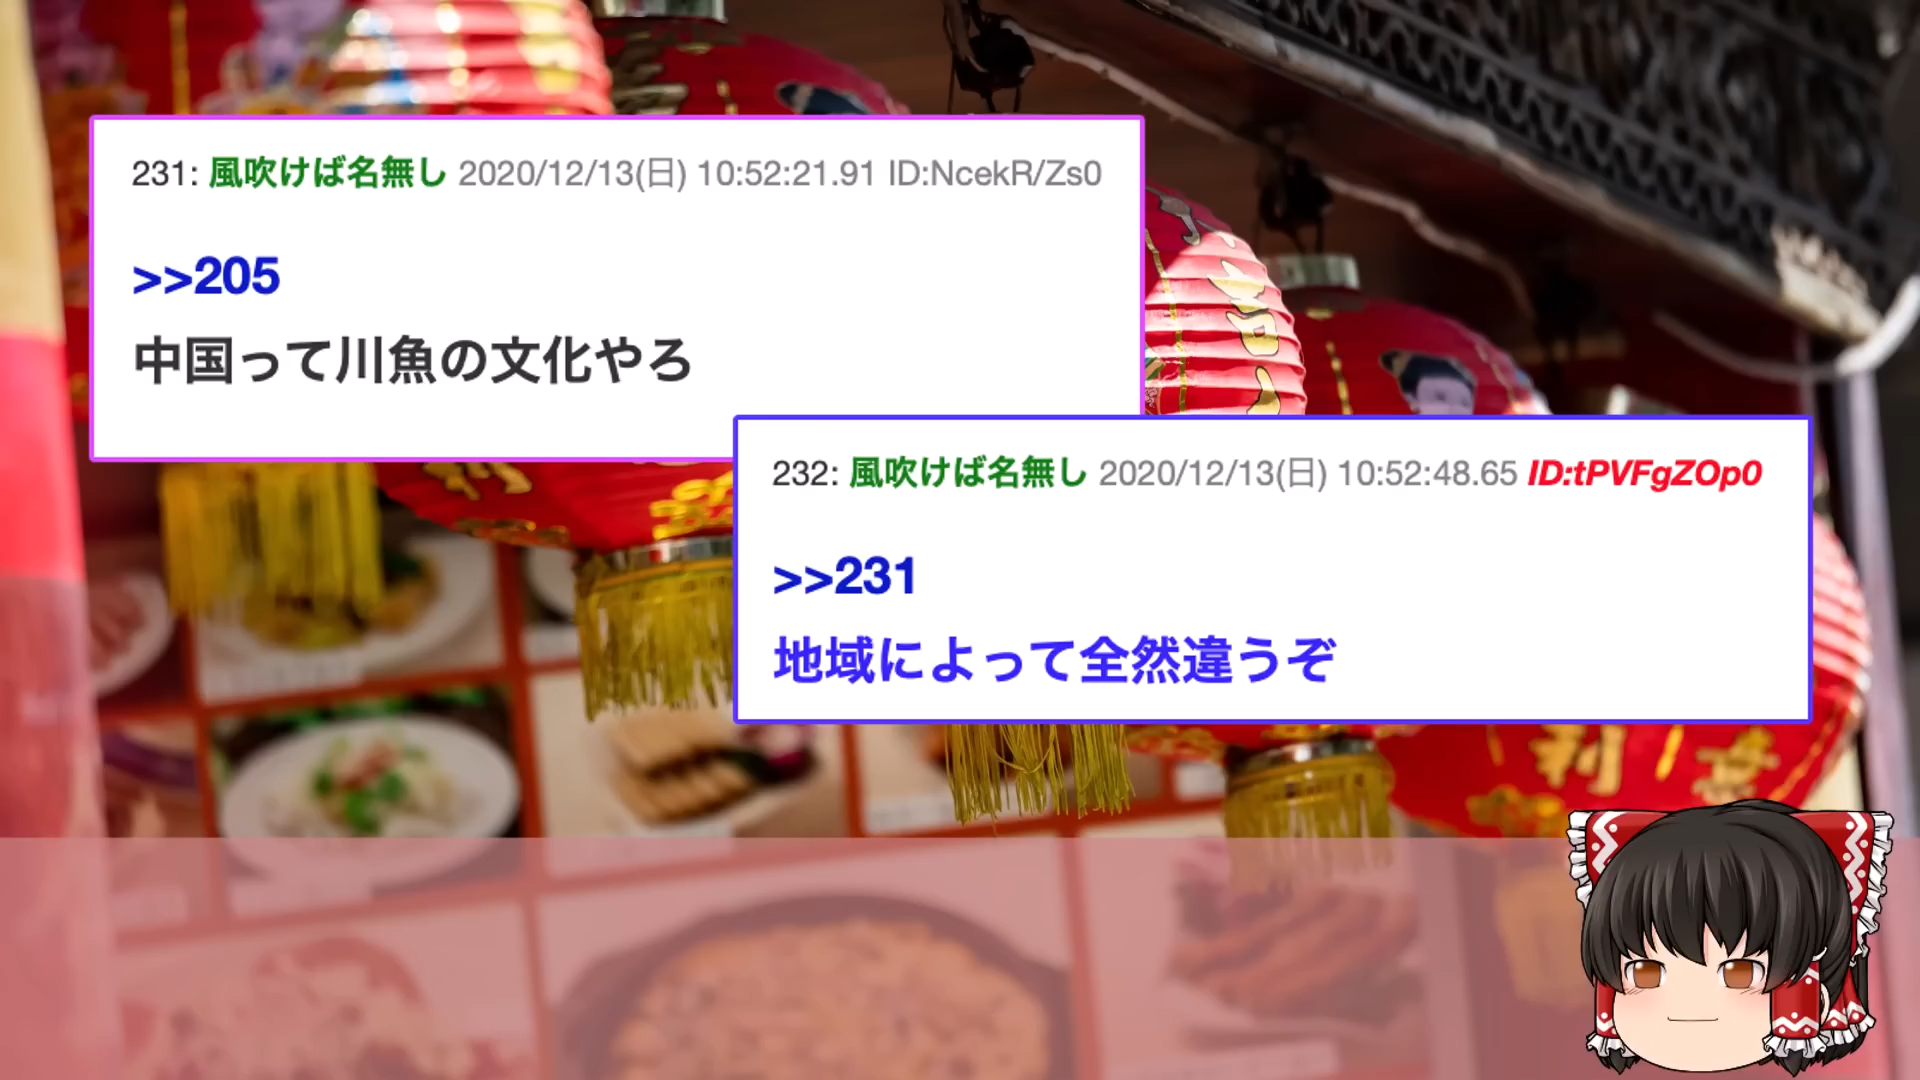 231: 風吹けば名無し 2020/12/13(日) 10:52:21.91 ID:NcekR/Zs0
>>205
中国って川魚の文化やろ
232: 風吹けば名無し 2020/12/13(日) 10:52:48.65 ID:tPVFgZOp0
>>231
地域によって全然違うぞ